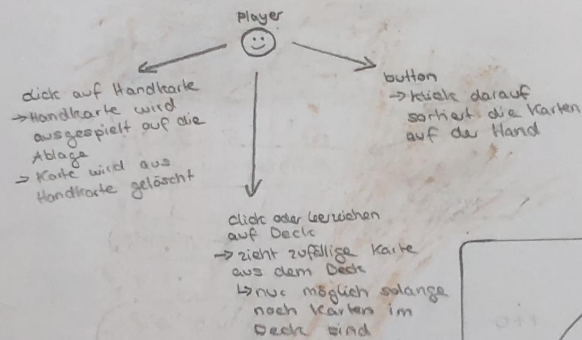 Player
click auf Handkarte
→ Handkarte wird
ausgespielt auf die
Ablage
→ Karte wird aus
Handkarte gelöscht
click oder
auf Deck
→ zieht zufällige Karte
aus dem Deck
↳ nur möglich solange
noch Karten im
Deck sind
button
→ Klick darauf
sortiert die Karten
auf der Hand